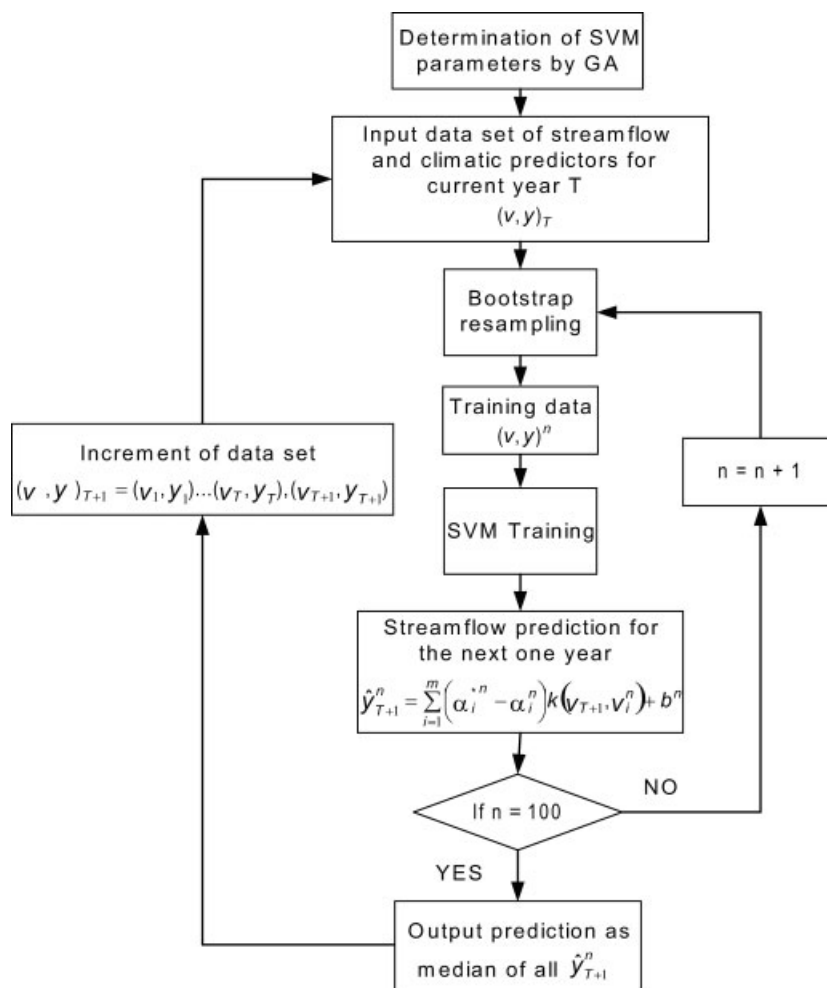 Determination of SVM
parameters by GA
Input data set of streamflow
and climatic predictors for
current year T
(v, y)_T
Bootstrap
resampling
Training data
(v, y)^n
Increment of data set
(v , y )_{T+1} = (v_1, y_1)...(v_T, y_T), (v_{T+1}, y_{T+1})
n = n + 1
SVM Training
Streamflow prediction for
the next one year
ŷ^n_{T+1} = ∑_{i=1}^{m} (α_i^{*n} − α_i^n) k(v_{T+1}, v_i^n) + b^n
If n = 100
NO
YES
Output prediction as
median of all ŷ^n_{T+1}